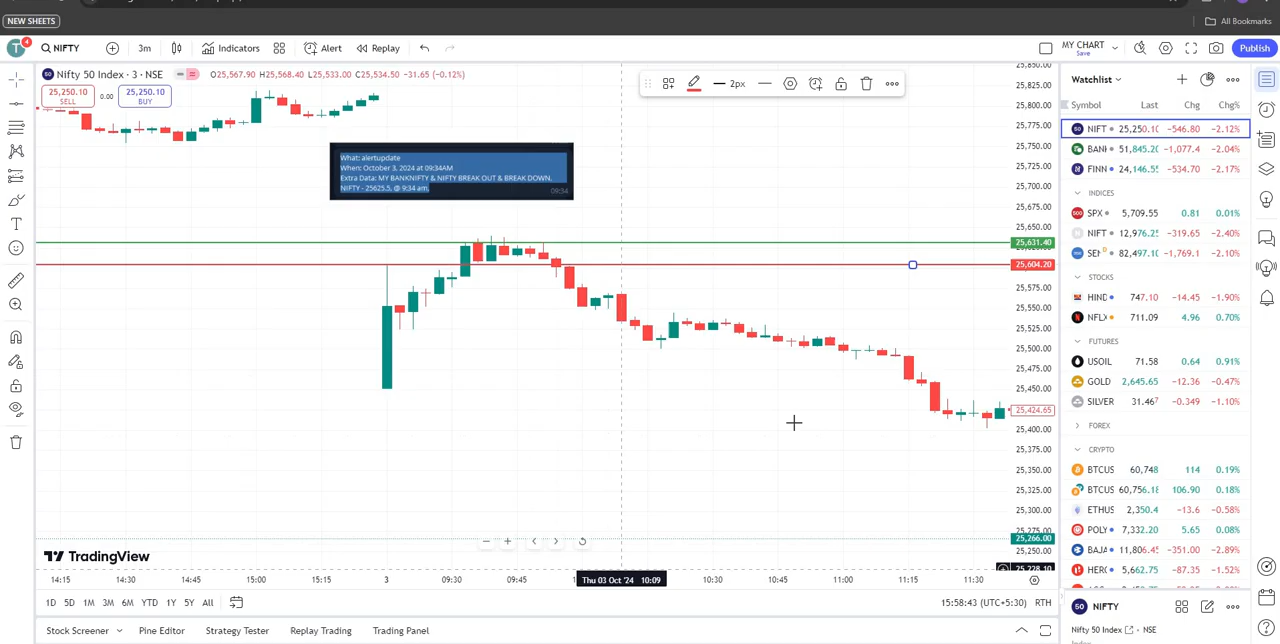 NEW SHEETS
All Bookmarks
T 4 NIFTY 3m Indicators Alert Replay MY CHART Save Publish
Nifty 50 Index · 3 · NSE O25,567.90 H25,568.40 L25,533.00 C25,534.50 -31.65 (-0.12%)
25,250.10 SELL 0.00 25,250.10 BUY
2px
What: alertupdate
When: October 3, 2024 at 09:34AM
Extra Data: MY BANKNIFTY & NIFTY BREAK OUT & BREAK DOWN.
NIFTY - 25625.5, @ 9:34 am.
09:34
25,850.00
25,825.00
25,800.00
25,775.00
25,750.00
25,725.00
25,700.00
25,675.00
25,650.00
25,631.40
25,604.20
25,575.00
25,550.00
25,525.00
25,500.00
25,475.00
25,450.00
25,424.65
25,400.00
25,375.00
25,350.00
25,325.00
25,300.00
25,275.00
25,266.00
25,250.00
25,228.10
TradingView
14:15 14:30 14:45 15:00 15:15 3 09:30 09:45 Thu 03 Oct '24 10:09 10:30 10:45 11:00 11:15 11:30
1D 5D 1M 3M 6M YTD 1Y 5Y All
15:58:43 (UTC+5:30) RTH
Stock Screener Pine Editor Strategy Tester Replay Trading Trading Panel
Watchlist
Symbol Last Chg Chg%
NIFT 25,250.10 -546.80 -2.12%
BANI 51,845.20 -1,077.4 -2.04%
FINN 24,146.55 -534.70 -2.17%
INDICES
SPX 5,709.55 0.81 0.01%
NIFT 12,976.25 -319.65 -2.40%
SEN 82,497.10 -1,769.1 -2.10%
STOCKS
HIND 747.10 -14.45 -1.90%
NFLX 711.09 4.96 0.70%
FUTURES
USOIL 71.58 0.64 0.91%
GOLD 2,645.65 -12.36 -0.47%
SILVER 31.467 -0.349 -1.10%
FOREX
CRYPTO
BTCUS 60,748 114 0.19%
BTCUS 60,756.18 106.90 0.18%
ETHUS 2,350.4 -13.6 -0.58%
POLY 7,332.20 5.65 0.08%
BAJA 11,806.45 -351.00 -2.89%
HERO 5,662.75 -87.35 -1.52%
NIFTY
Nifty 50 Index NSE